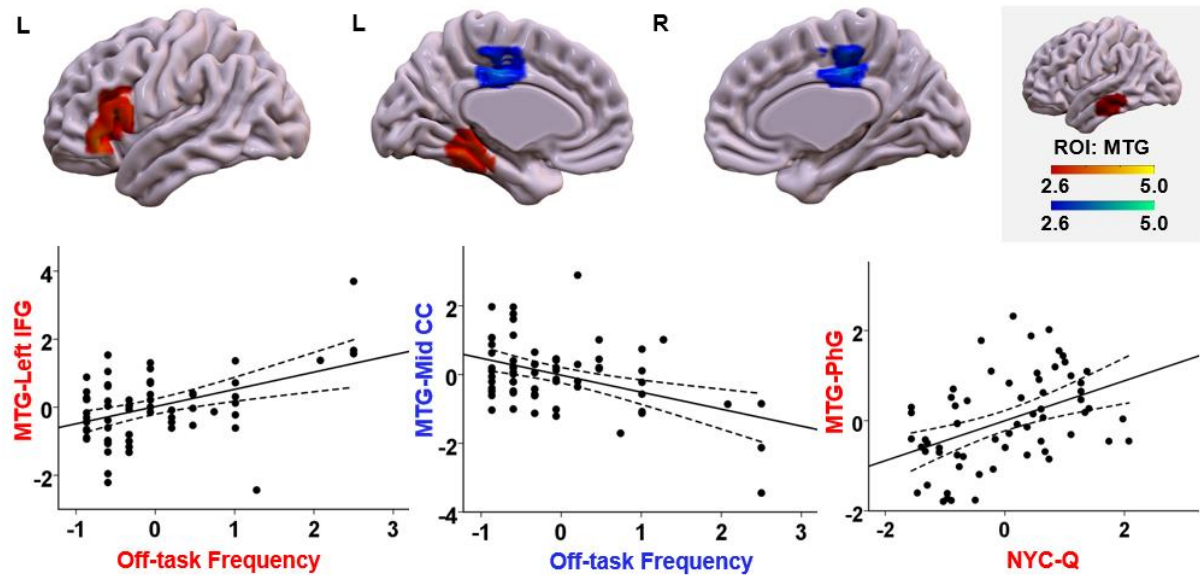 L
L
R
ROI: MTG
2.6 5.0
2.6 5.0
MTG-Left IFG
4
2
0
-2
-1 0 1 2 3
Off-task Frequency
MTG-Mid CC
2
0
-2
-4
-1 0 1 2 3
Off-task Frequency
MTG-PhG
2
0
-2
-2 0 2
NYC-Q